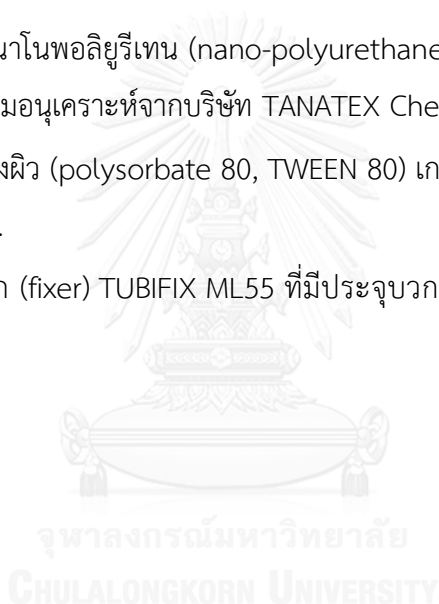 นาโนพอลิยูรีเทน (nano-polyurethane
มอนุเคราะห์จากบริษัท TANATEX Che
งผิว (polysorbate 80, TWEEN 80) เก
.
(fixer) TUBIFIX ML55 ที่มีประจุบวก
จุฬาลงกรณ์มหาวิทยาลัย
CHULALONGKORN UNIVERSITY